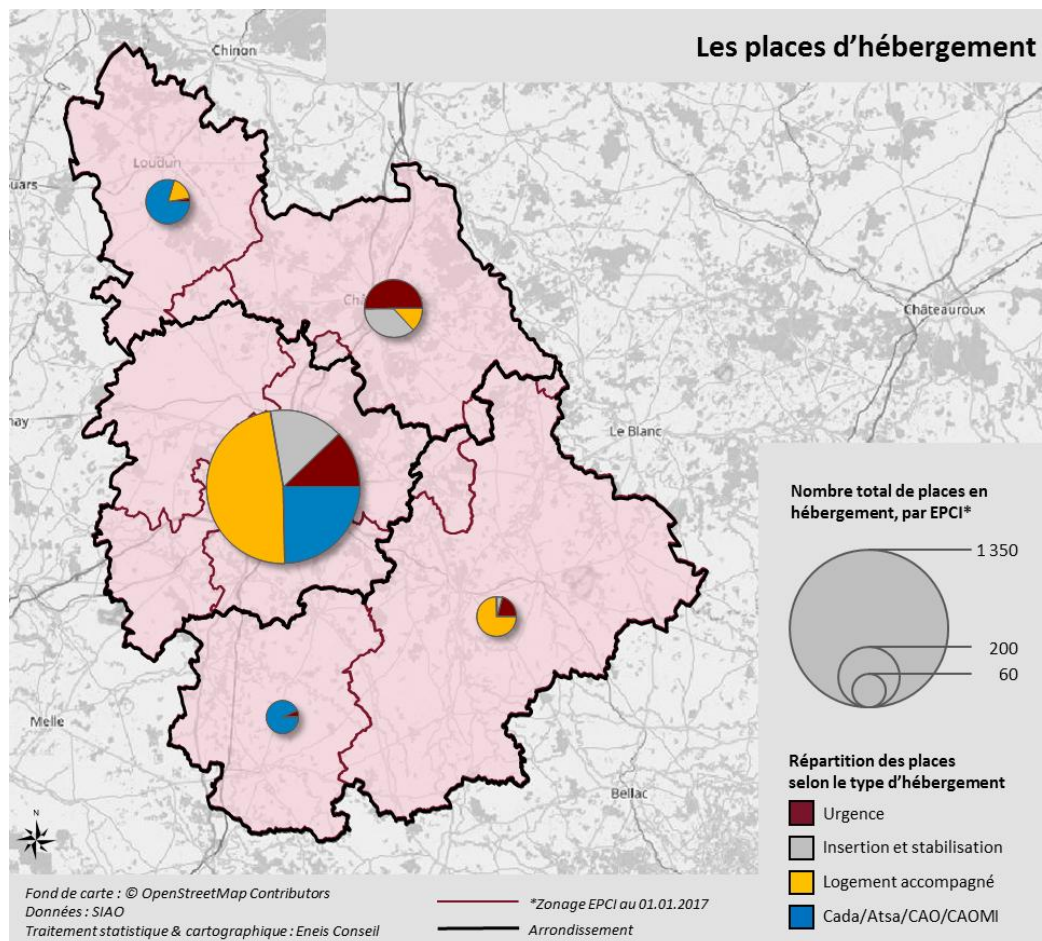 Les places d'hébergement
Chinon
Loudun
Châteauroux
Le Blanc
Melle
Bellac
Nombre total de places en
hébergement, par EPCI*
1 350
200
60
Répartition des places
selon le type d'hébergement
Urgence
Insertion et stabilisation
Logement accompagné
Cada/Atsa/CAO/CAOMI
N
Fond de carte : © OpenStreetMap Contributors
Données : SIAO
Traitement statistique & cartographique : Eneis Conseil
*Zonage EPCI au 01.01.2017
Arrondissement